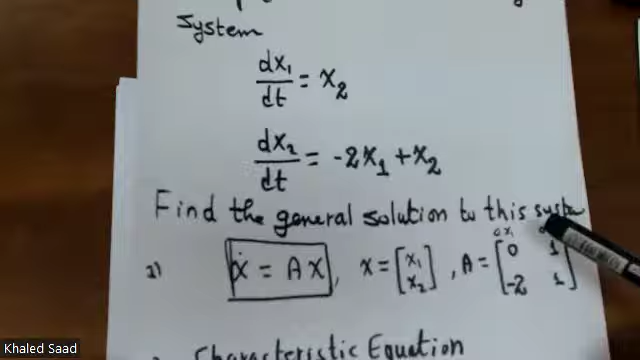 System
dx₁/dt = x₂
dx₂/dt = -2x₁ + x₂
Find the general solution to this
1) ẋ = Ax, x = [x₁ x₂], A = [0 1 -2 1]
Characteristic Equation
Khaled Saad